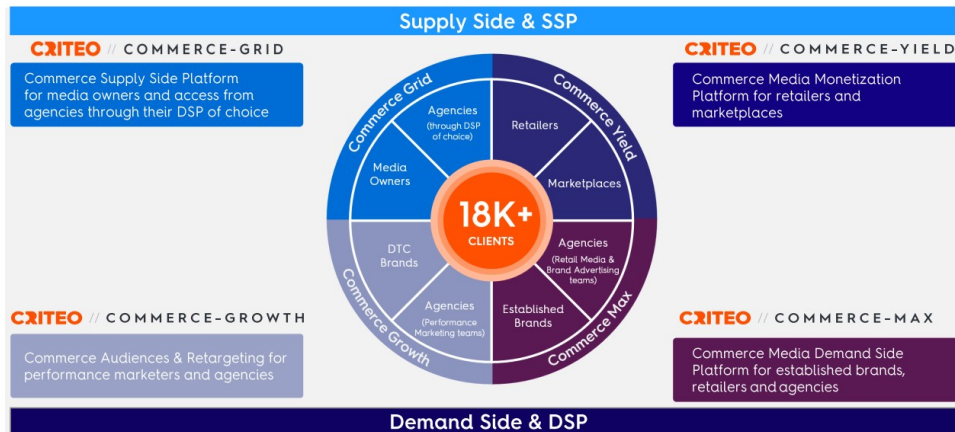 Supply Side & SSP
CRITEO // COMMERCE-GRID
Commerce Supply Side Platform
for media owners and access from
agencies through their DSP of choice
CRITEO // COMMERCE-YIELD
Commerce Media Monetization
Platform for retailers and
marketplaces
Commerce Grid
Commerce Yield
Agencies
(through DSP
of choice)
Retailers
Media
Owners
Marketplaces
18K+
CLIENTS
DTC
Brands
Agencies
(Retail Media &
Brand Advertising
teams)
Agencies
(Performance
Marketing teams)
Established
Brands
Commerce Growth
Commerce Max
CRITEO // COMMERCE-GROWTH
Commerce Audiences & Retargeting for
performance marketers and agencies
CRITEO // COMMERCE-MAX
Commerce Media Demand Side
Platform for established brands,
retailers and agencies
Demand Side & DSP